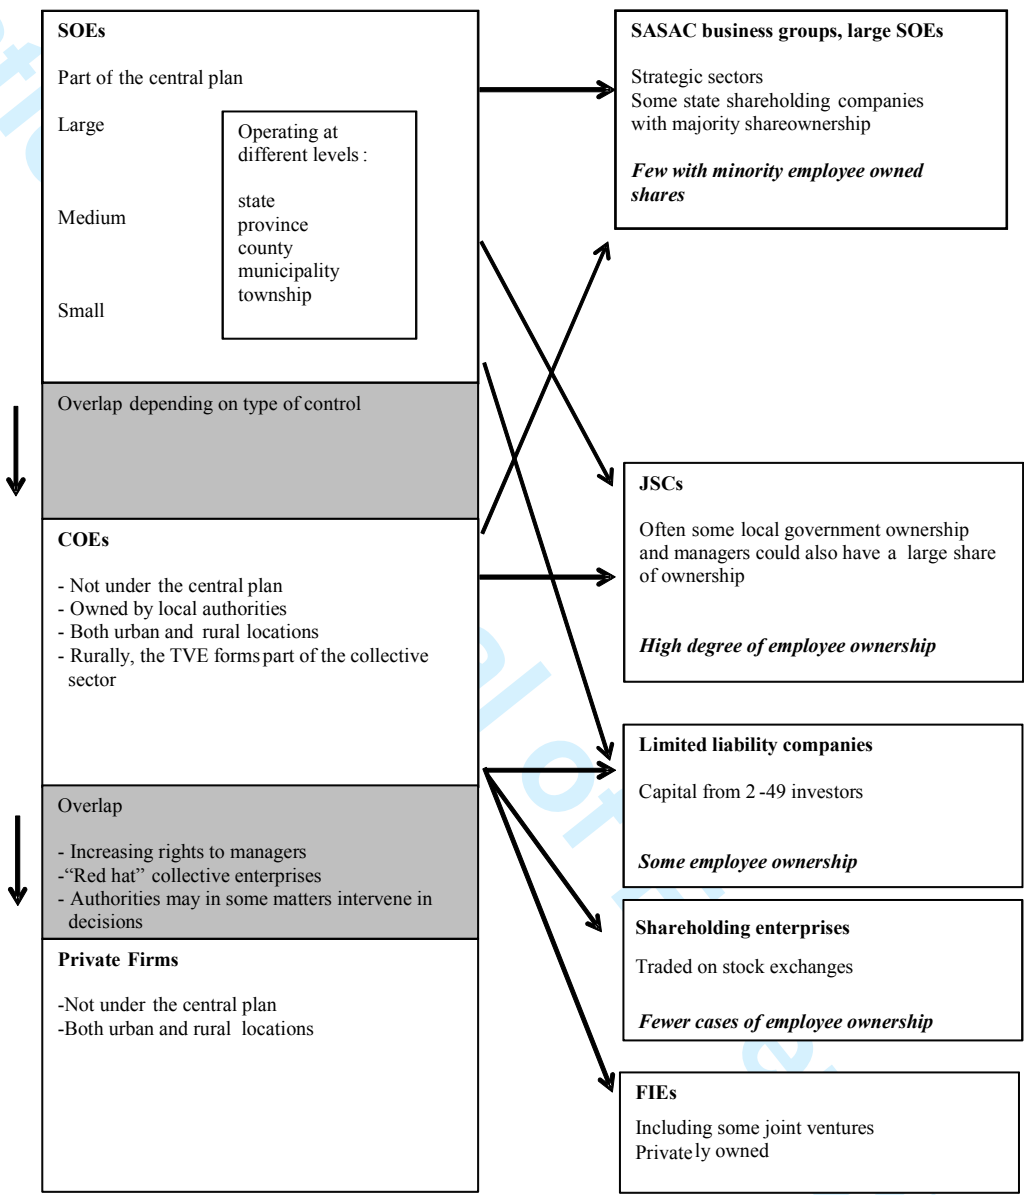 SOEs
Part of the central plan
Large
Medium
Small
Operating at
different levels :
state
province
county
municipality
township
Overlap depending on type of control
COEs
- Not under the central plan
- Owned by local authorities
- Both urban and rural locations
- Rurally, the TVE forms part of the collective
sector
Overlap
- Increasing rights to managers
-“Red hat” collective enterprises
- Authorities may in some matters intervene in
decisions
Private Firms
-Not under the central plan
-Both urban and rural locations
SASAC business groups, large SOEs
Strategic sectors
Some state shareholding companies
with majority shareownership
Few with minority employee owned
shares
JSCs
Often some local government ownership
and managers could also have a large share
of ownership
High degree of employee ownership
Limited liability companies
Capital from 2-49 investors
Some employee ownership
Shareholding enterprises
Traded on stock exchanges
Fewer cases of employee ownership
FIEs
Including some joint ventures
Privately owned